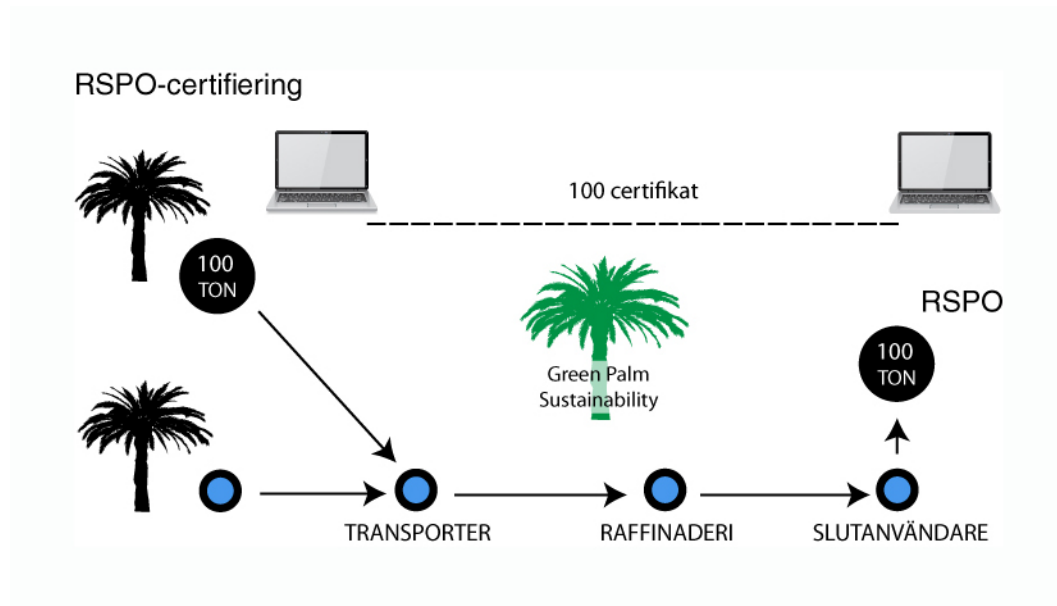 RSPO-certifiering
100 certifikat
100
TON
RSPO
100
TON
Green Palm
Sustainability
TRANSPORTER
RAFFINADERI
SLUTANVÄNDARE